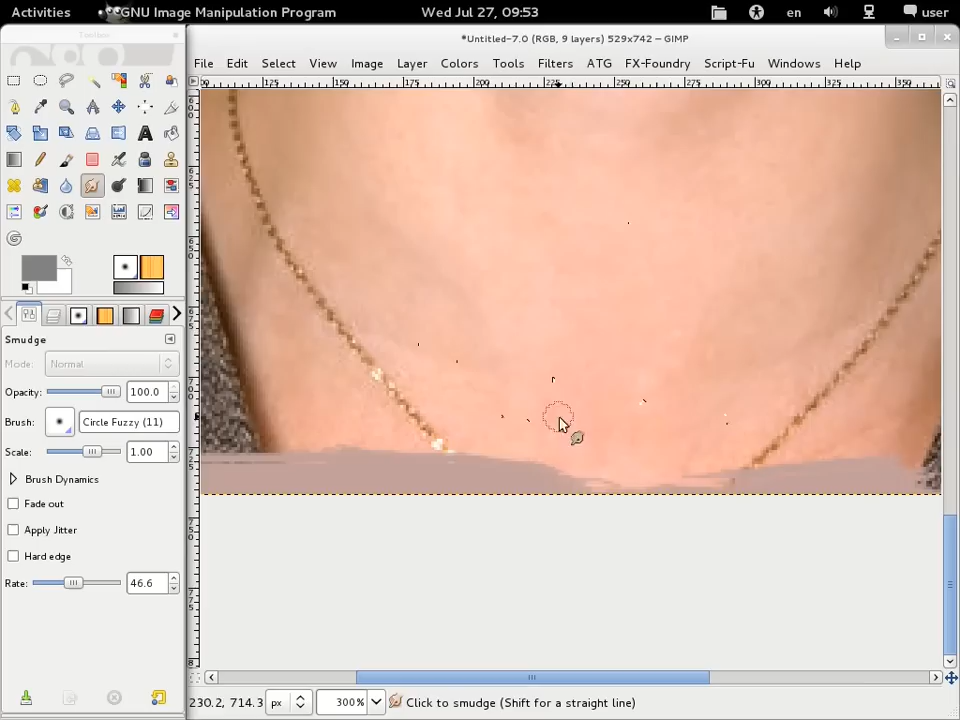 Activities
GNU Image Manipulation Program
Wed Jul 27, 09:53
en
user
Toolbox
*Untitled-7.0 (RGB, 9 layers) 529x742 – GIMP
File Edit Select View Image Layer Colors Tools Filters ATG FX-Foundry Script-Fu Windows Help
125 150 175 200 225 250 275 300 325 350
Smudge
Mode: Normal
Opacity: 100.0
Brush: Circle Fuzzy (11)
Scale: 1.00
Brush Dynamics
Fade out
Apply Jitter
Hard edge
Rate: 46.6
230.2, 714.3 px 300% Click to smudge (Shift for a straight line)